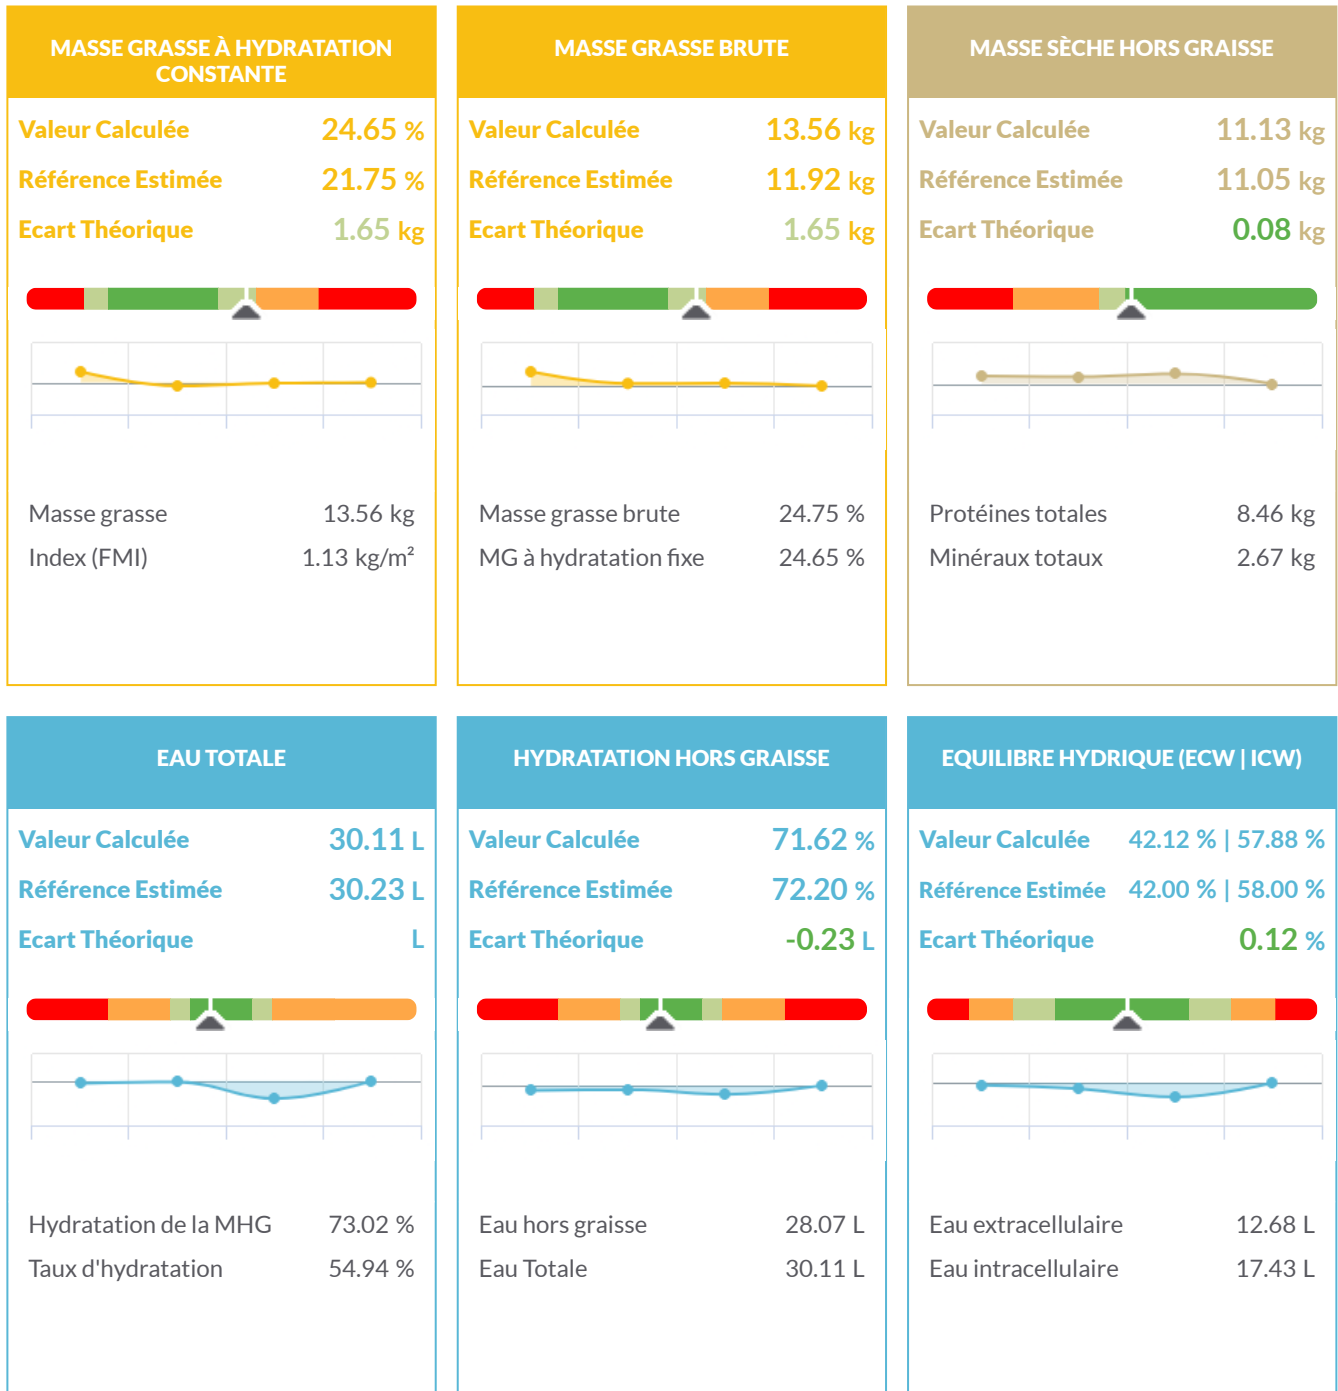 MASSE GRASSE À HYDRATATION
CONSTANTE
Valeur Calculée 24.65 %
Référence Estimée 21.75 %
Ecart Théorique 1.65 kg
Masse grasse 13.56 kg
Index (FMI) 1.13 kg/m²
MASSE GRASSE BRUTE
Valeur Calculée 13.56 kg
Référence Estimée 11.92 kg
Ecart Théorique 1.65 kg
Masse grasse brute 24.75 %
MG à hydratation fixe 24.65 %
MASSE SÈCHE HORS GRAISSE
Valeur Calculée 11.13 kg
Référence Estimée 11.05 kg
Ecart Théorique 0.08 kg
Protéines totales 8.46 kg
Minéraux totaux 2.67 kg
EAU TOTALE
Valeur Calculée 30.11 L
Référence Estimée 30.23 L
Ecart Théorique L
Hydratation de la MHG 73.02 %
Taux d'hydratation 54.94 %
HYDRATATION HORS GRAISSE
Valeur Calculée 71.62 %
Référence Estimée 72.20 %
Ecart Théorique -0.23 L
Eau hors graisse 28.07 L
Eau Totale 30.11 L
EQUILIBRE HYDRIQUE (ECW | ICW)
Valeur Calculée 42.12 % | 57.88 %
Référence Estimée 42.00 % | 58.00 %
Ecart Théorique 0.12 %
Eau extracellulaire 12.68 L
Eau intracellulaire 17.43 L